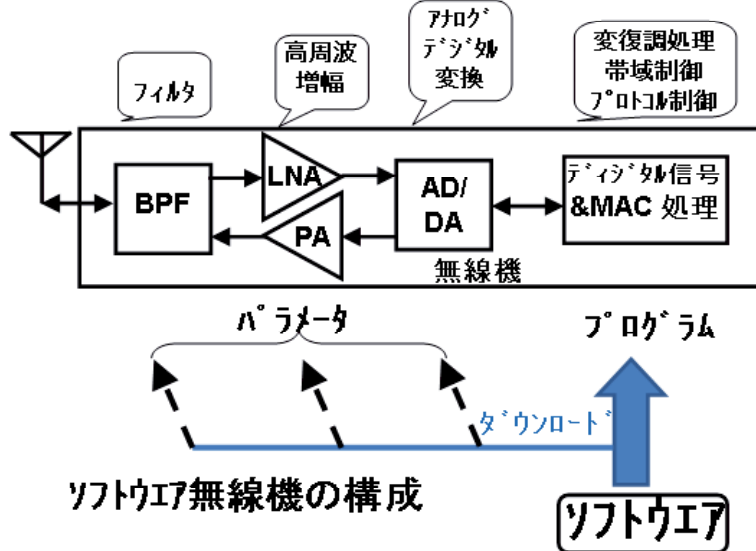 アナログ
デジタル
変換
高周波
増幅
変復調処理
帯域制御
プロトコル制御
フィルタ
LNA
BPF
AD/
DA
PA
ディジタル信号
&MAC 処理
無線機
パラメータ
プログラム
ダウンロード
ソフトウエア無線機の構成
ソフトウエア